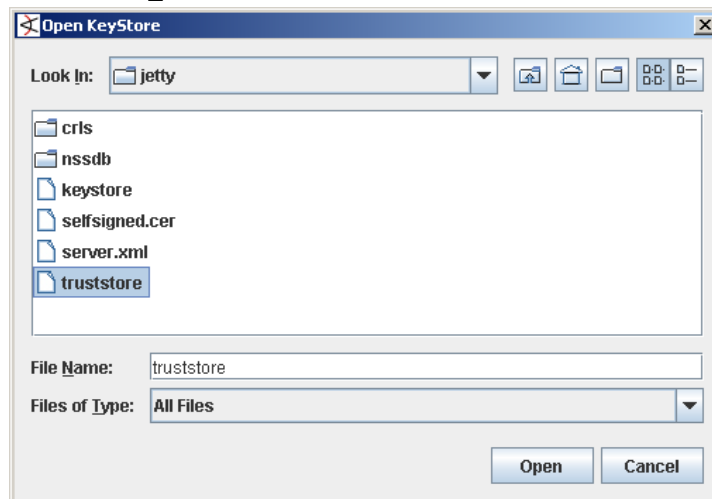 Open KeyStore
Look In: jetty
crls
nssdb
keystore
selfsigned.cer
server.xml
truststore
File Name: truststore
Files of Type: All Files
Open Cancel